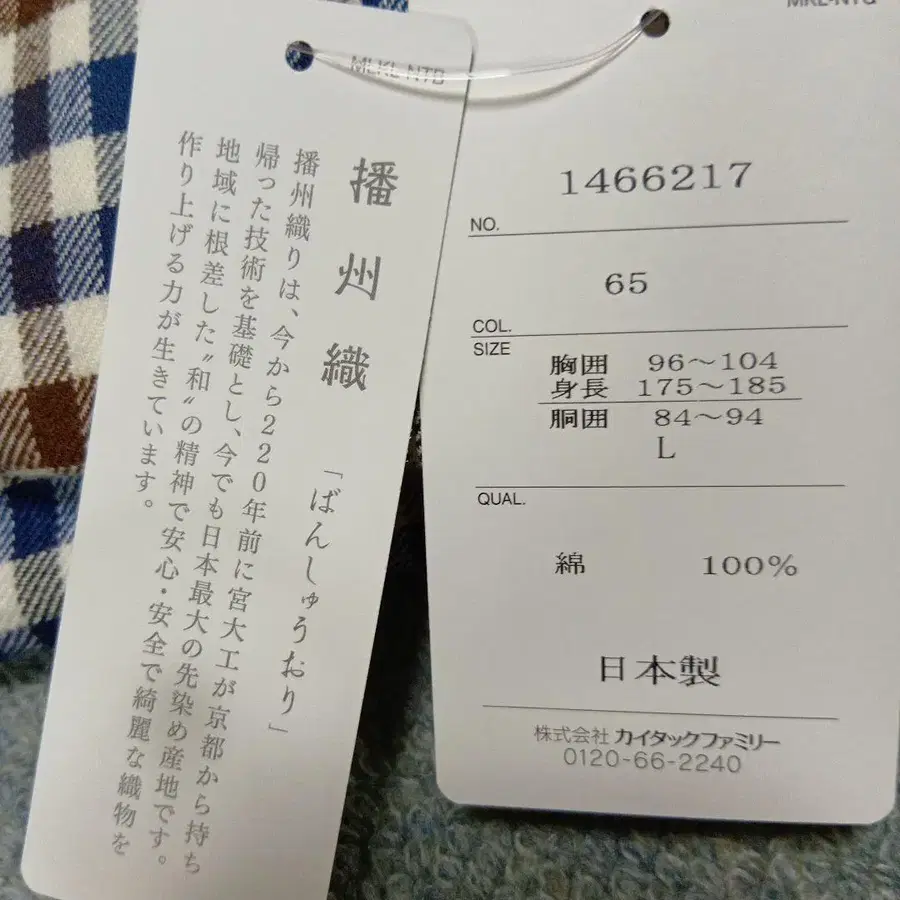 MLKL-NTB
播州織「ばんしゅうおり」
播州織りは、今から220年前に宮大工が京都から持ち
帰った技術を基礎とし、今でも日本最大の先染め産地です。
地域に根差した"和"の精神で安心・安全で綺麗な織物を
作り上げる力が生きています。
1466217
NO.
65
COL.
SIZE
胸囲 96～104
身長 175～185
胴囲 84～94
L
QUAL.
綿 100%
日本製
株式会社 カイタックファミリー
0120-66-2240